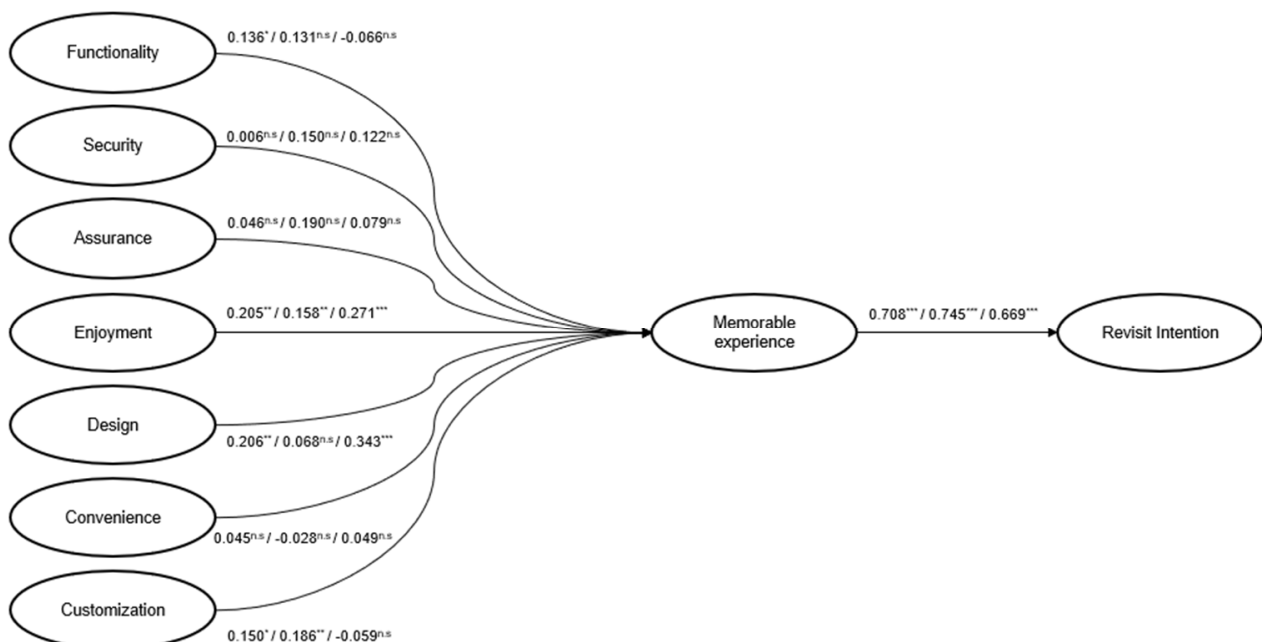 Functionality
0.136* / 0.131n.s / -0.066n.s
Security
0.006n.s / 0.150n.s / 0.122n.s
Assurance
0.046n.s / 0.190n.s / 0.079n.s
Enjoyment
0.205** / 0.158** / 0.271***
Memorable
experience
0.708*** / 0.745*** / 0.669***
Revisit Intention
Design
0.206** / 0.068n.s / 0.343***
Convenience
0.045n.s / -0.028n.s / 0.049n.s
Customization
0.150* / 0.186** / -0.059n.s